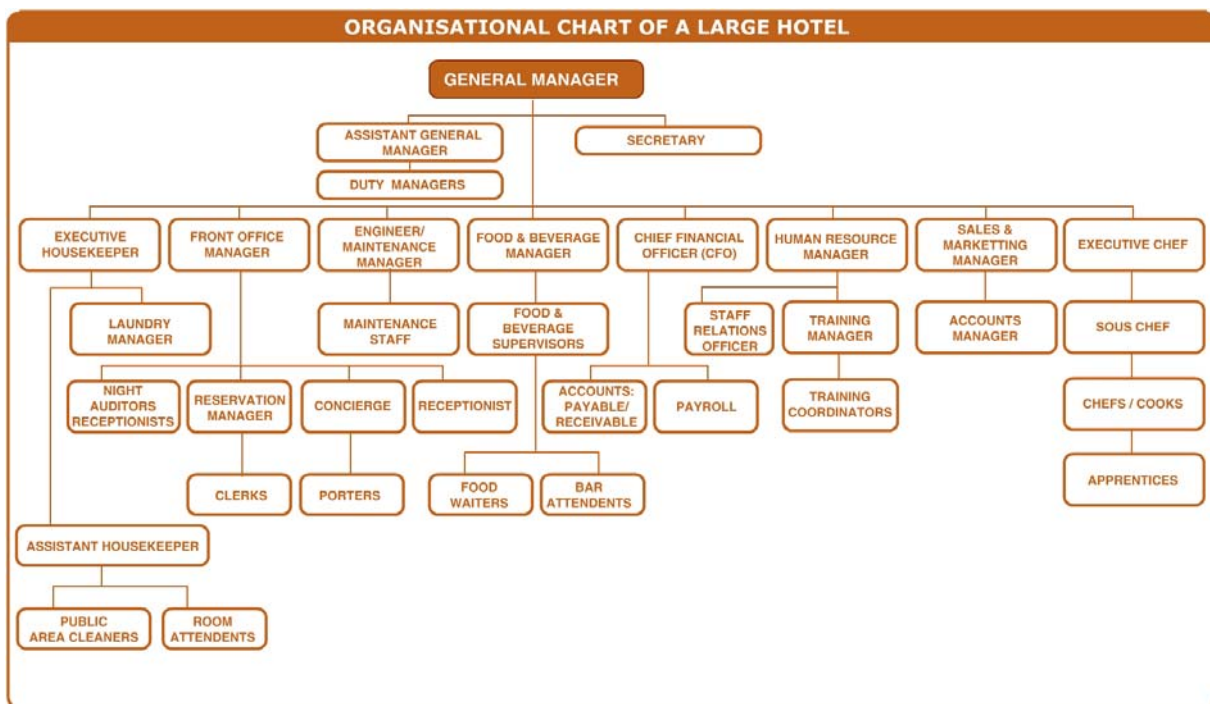 ORGANISATIONAL CHART OF A LARGE HOTEL
GENERAL MANAGER
ASSISTANT GENERAL
MANAGER
SECRETARY
DUTY MANAGERS
EXECUTIVE
HOUSEKEEPER
FRONT OFFICE
MANAGER
ENGINEER/
MAINTENANCE
MANAGER
FOOD & BEVERAGE
MANAGER
CHIEF FINANCIAL
OFFICER (CFO)
HUMAN RESOURCE
MANAGER
SALES &
MARKETTING
MANAGER
EXECUTIVE CHEF
LAUNDRY
MANAGER
MAINTENANCE
STAFF
FOOD &
BEVERAGE
SUPERVISORS
STAFF
RELATIONS
OFFICER
TRAINING
MANAGER
ACCOUNTS
MANAGER
SOUS CHEF
NIGHT
AUDITORS
RECEPTIONISTS
RESERVATION
MANAGER
CONCIERGE
RECEPTIONIST
ACCOUNTS:
PAYABLE/
RECEIVABLE
PAYROLL
TRAINING
COORDINATORS
CHEFS / COOKS
CLERKS
PORTERS
FOOD
WAITERS
BAR
ATTENDENTS
APPRENTICES
ASSISTANT HOUSEKEEPER
PUBLIC
AREA CLEANERS
ROOM
ATTENDENTS